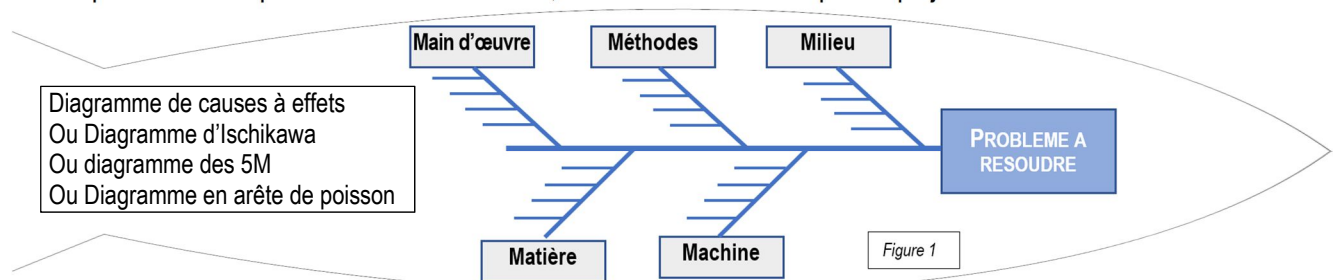 Main d'œuvre
Méthodes
Milieu
Diagramme de causes à effets
Ou Diagramme d'Ischikawa
Ou diagramme des 5M
Ou Diagramme en arête de poisson
PROBLEME A
RESOUDRE
Matière
Machine
Figure 1